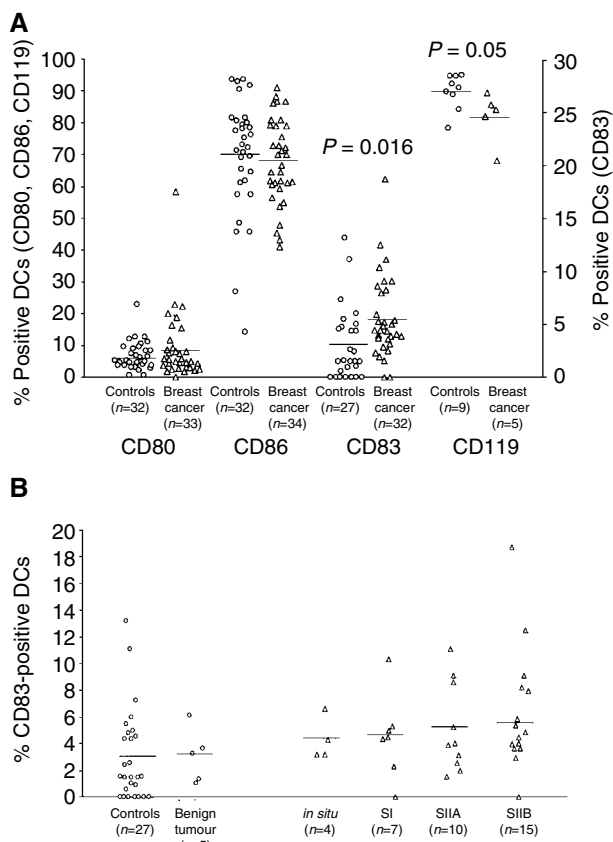 A
P = 0.05
P = 0.016
% Positive DCs (CD80, CD86, CD119)
100
90
80
70
60
50
40
30
20
10
0
30
25
20
15
10
5
0
% Positive DCs (CD83)
Controls Breast Controls Breast Controls Breast Controls Breast
(n=32) cancer (n=32) cancer (n=27) cancer (n=9) cancer
(n=33) (n=34) (n=32) (n=5)
CD80 CD86 CD83 CD119
B
% CD83-positive DCs
20
18
16
14
12
10
8
6
4
2
0
Controls Benign in situ SI SIIA SIIB
(n=27) tumour (n=4) (n=7) (n=10) (n=15)